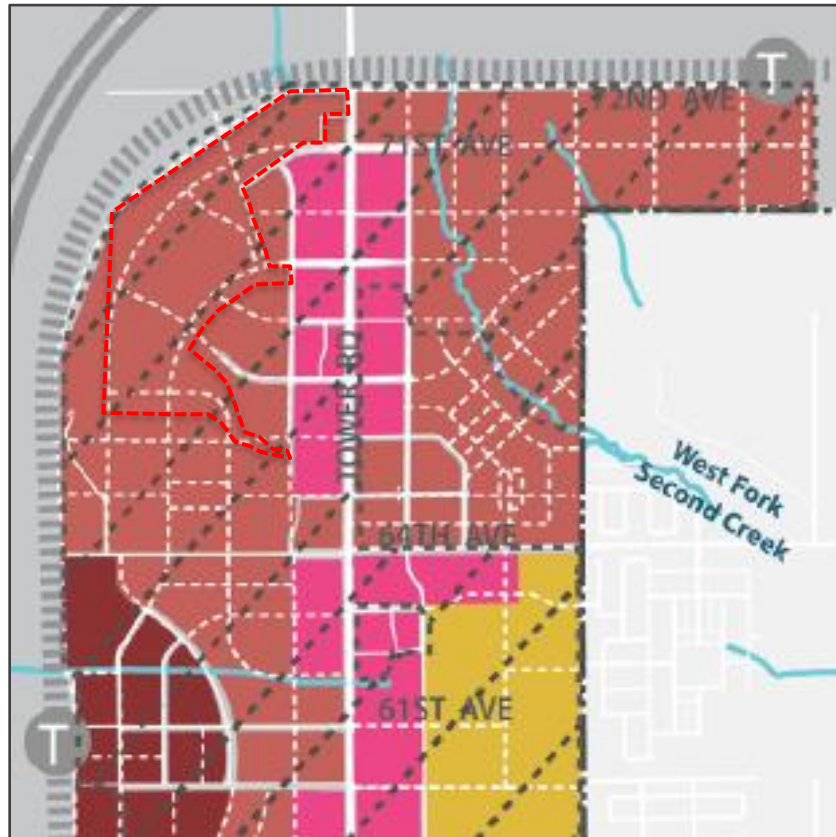 T
72ND AVE
71ST AVE
TOWER RD
West Fork
Second Creek
64TH AVE
61ST AVE
T